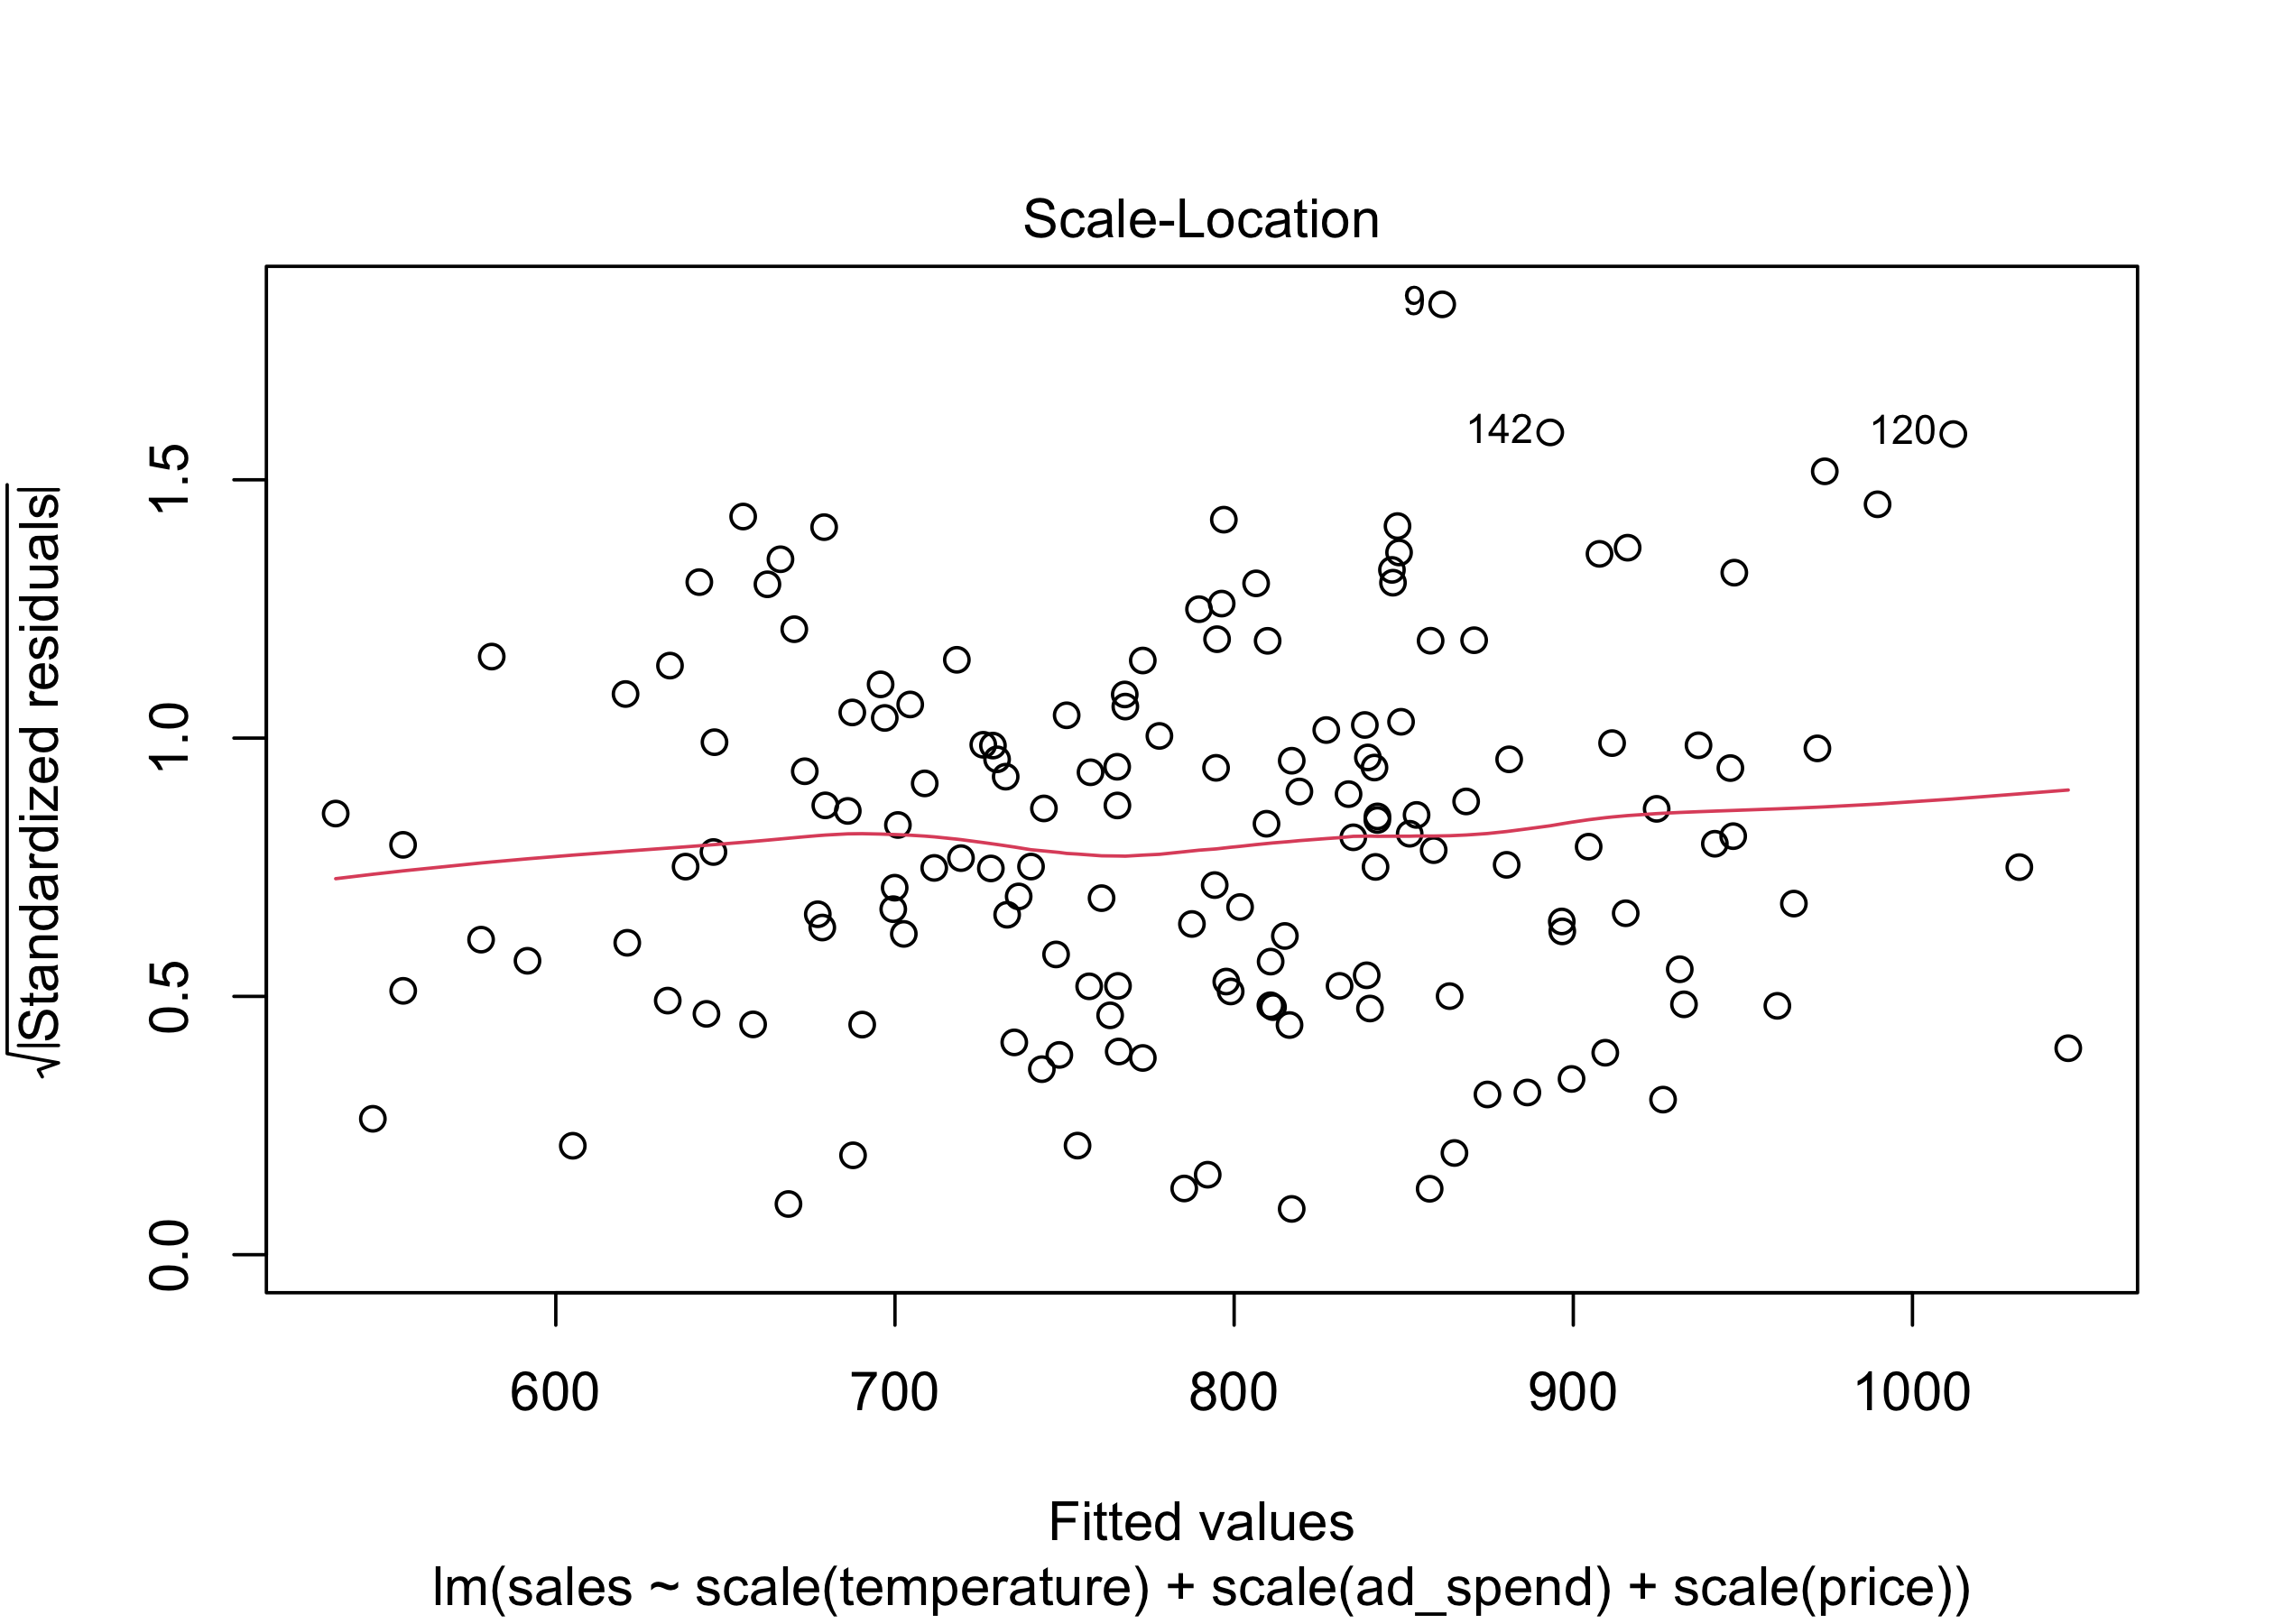 Scale-Location
√|Standardized residuals|
0.0 0.5 1.0 1.5
9
142
120
600 700 800 900 1000
Fitted values
lm(sales ~ scale(temperature) + scale(ad_spend) + scale(price))